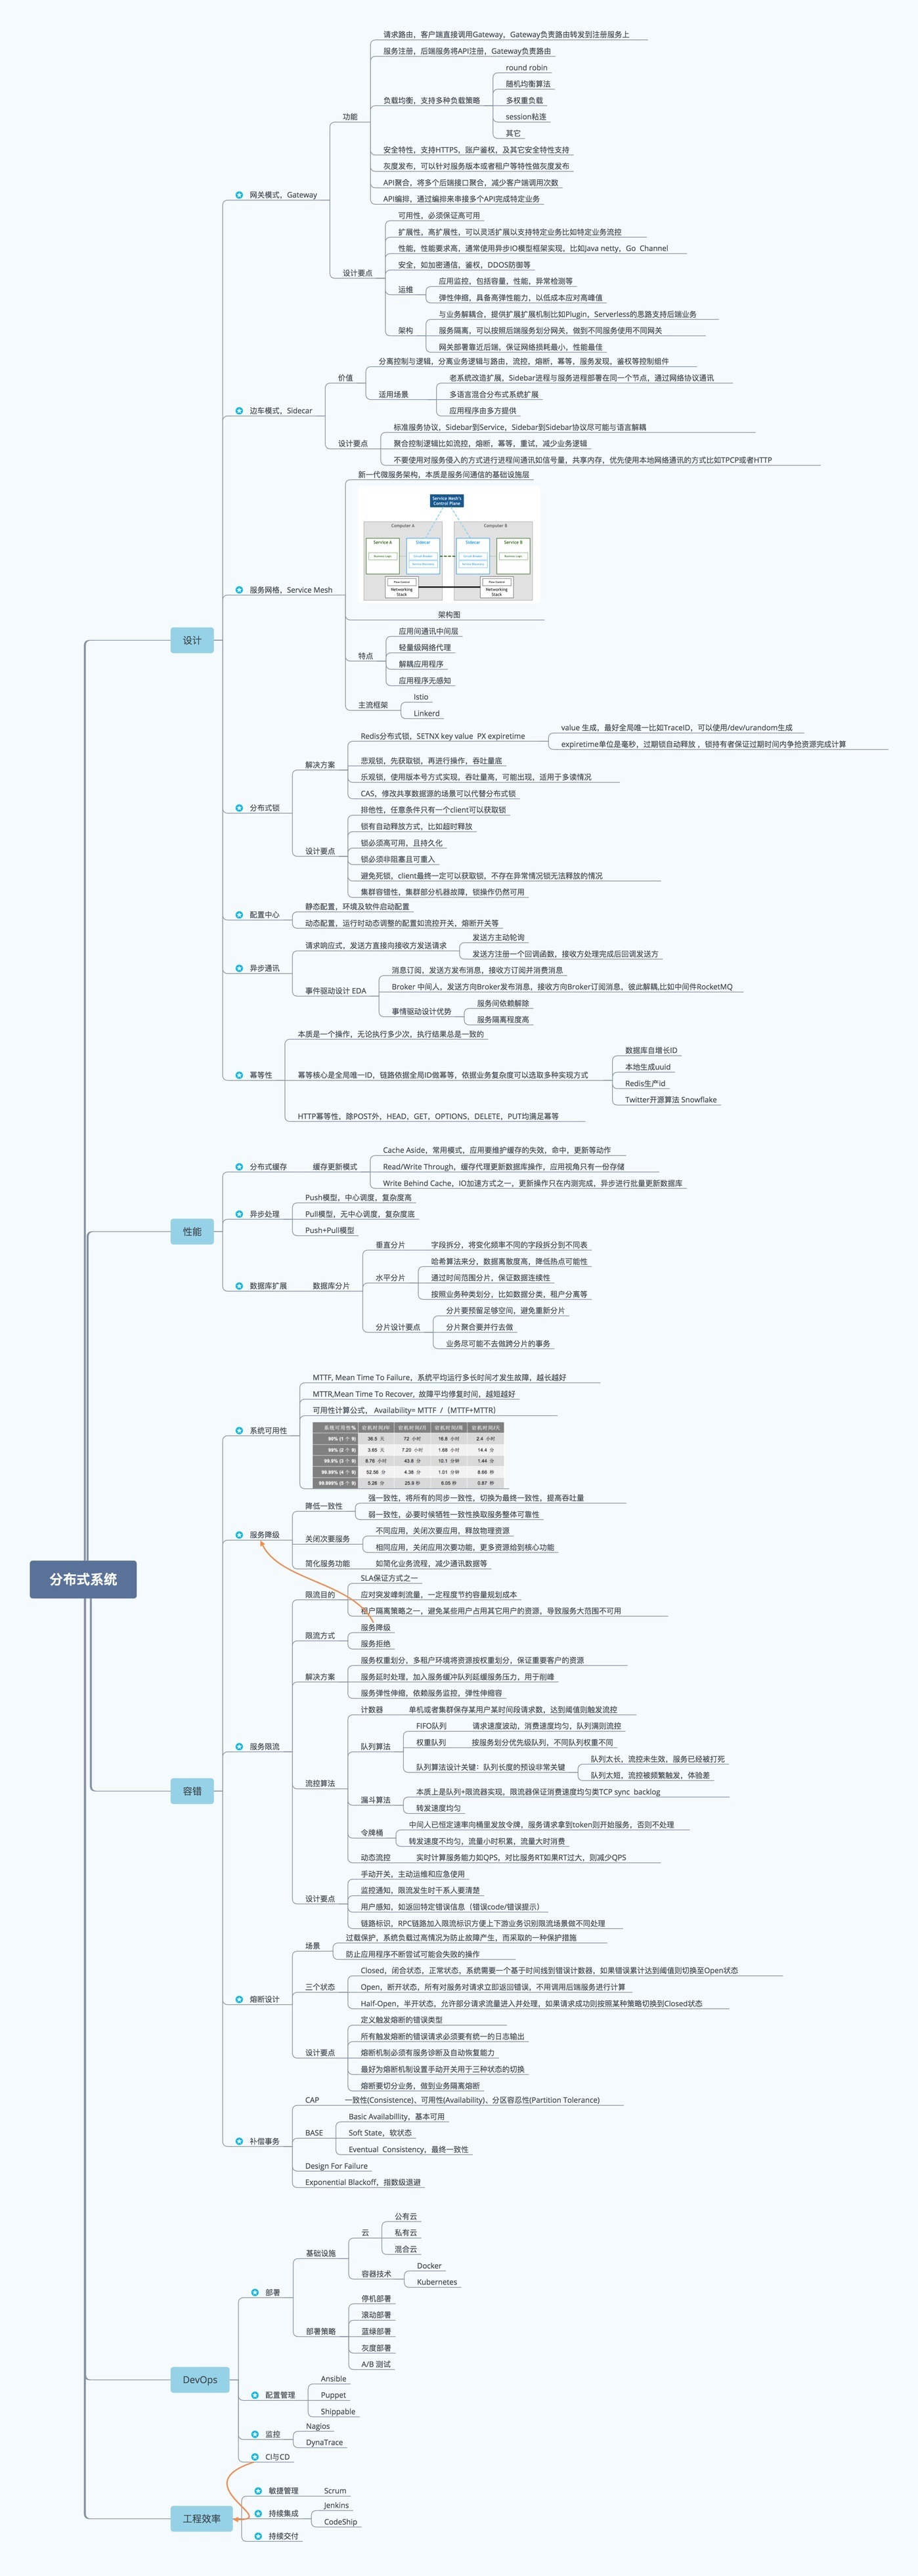 分布式系统
设计
网关模式，Gateway
功能
请求路由，客户端直接调用Gateway，Gateway负责路由转发到注册服务上
服务注册，后端服务将API注册，Gateway负责路由
负载均衡，支持多种负载策略
round robin
随机均衡算法
多权重负载
session粘连
其它
安全特性，支持HTTPS，账户鉴权，及其它安全特性支持
灰度发布，可以针对服务版本或者租户等特性做灰度发布
API聚合，将多个后端接口聚合，减少客户端调用次数
API编排，通过编排来串接多个API完成特定业务
设计要点
可用性，必须保证高可用
扩展性，高扩展性，可以灵活扩展以支持特定业务比如特定业务流控
性能，性能要求高，通常使用异步IO模型框架实现，比如Java netty，Go Channel
安全，如加密通信，鉴权，DDOS防御等
运维
应用监控，包括容量，性能，异常检测等
弹性伸缩，具备高弹性能力，以低成本应对高峰值
架构
与业务解耦合，提供扩展扩展机制比如Plugin，Serverless的思路支持后端业务
服务隔离，可以按照后端服务划分网关，做到不同服务使用不同网关
网关部署靠近后端，保证网络损耗最小，性能最佳
边车模式，Sidecar
价值
分离控制与逻辑，分离业务逻辑与路由，流控，熔断，幂等，服务发现，鉴权等控制组件
适用场景
老系统改造扩展，Sidebar进程与服务进程部署在同一个节点，通过网络协议通讯
多语言混合分布式系统扩展
应用程序由多方提供
设计要点
标准服务协议，Sidebar到Service，Sidebar到Sidebar协议尽可能与语言解耦
聚合控制逻辑比如流控，熔断，幂等，重试，减少业务逻辑
不要使用对服务侵入的方式进行进程间通讯如信号量，共享内存，优先使用本地网络通讯的方式比如TPCP或者HTTP
服务网格，Service Mesh
新一代微服务架构，本质是服务间通信的基础设施层
Service Mesh's
Control Plane
Computer A
Computer B
Service A
Sidecar
Sidecar
Service B
Business Logic
Circuit Breaker
Service Discovery
Circuit Breaker
Service Discovery
Business Logic
Flow Control
Networking
Stack
Flow Control
Networking
Stack
架构图
特点
应用间通讯中间层
轻量级网络代理
解耦应用程序
应用程序无感知
主流框架
Istio
Linkerd
分布式锁
解决方案
Redis分布式锁，SETNX key value PX expiretime
value 生成，最好全局唯一比如TraceID，可以使用/dev/urandom生成
expiretime单位是毫秒，过期锁自动释放，锁持有者保证过期时间内争抢资源完成计算
悲观锁，先获取锁，再进行操作，吞吐量底
乐观锁，使用版本号方式实现，吞吐量高，可能出现，适用于多读情况
CAS，修改共享数据源的场景可以代替分布式锁
设计要点
排他性，任意条件只有一个client可以获取锁
锁有自动释放方式，比如超时释放
锁必须高可用，且持久化
锁必须非阻塞且可重入
避免死锁，client最终一定可以获取锁，不存在异常情况锁无法释放的情况
集群容错性，集群部分机器故障，锁操作仍然可用
配置中心
静态配置，环境及软件启动配置
动态配置，运行时动态调整的配置如流控开关，熔断开关等
异步通讯
请求响应式，发送方直接向接收方发送请求
发送方主动轮询
发送方注册一个回调函数，接收方处理完成后回调发送方
事件驱动设计 EDA
消息订阅，发送方发布消息，接收方订阅并消费消息
Broker 中间人，发送方向Broker发布消息，接收方向Broker订阅消息，彼此解耦,比如中间件RocketMQ
事情驱动设计优势
服务间依赖解除
服务隔离程度高
幂等性
本质是一个操作，无论执行多少次，执行结果总是一致的
幂等核心是全局唯一ID，链路依据全局ID做幂等，依据业务复杂度可以选取多种实现方式
数据库自增长ID
本地生成uuid
Redis生产id
Twitter开源算法 Snowflake
HTTP幂等性，除POST外，HEAD，GET，OPTIONS，DELETE，PUT均满足幂等
性能
分布式缓存
缓存更新模式
Cache Aside，常用模式，应用要维护缓存的失效，命中，更新等动作
Read/Write Through，缓存代理更新数据库操作，应用视角只有一份存储
Write Behind Cache，IO加速方式之一，更新操作只在内测完成，异步进行批量更新数据库
异步处理
Push模型，中心调度，复杂度高
Pull模型，无中心调度，复杂度底
Push+Pull模型
数据库扩展
数据库分片
垂直分片
字段拆分，将变化频率不同的字段拆分到不同表
水平分片
哈希算法来分，数据离散度高，降低热点可能性
通过时间范围分片，保证数据连续性
按照业务种类划分，比如数据分类，租户分离等
分片设计要点
分片要预留足够空间，避免重新分片
分片聚合要并行去做
业务尽可能不去做跨分片的事务
容错
系统可用性
MTTF, Mean Time To Failure，系统平均运行多长时间才发生故障，越长越好
MTTR,Mean Time To Recover, 故障平均修复时间，越短越好
可用性计算公式， Availability= MTTF /（MTTF+MTTR）
系统可用性% 宕机时间/年 宕机时间/月 宕机时间/周 宕机时间/天
90% (1 个 9) 36.5 天 72 小时 16.8 小时 2.4 小时
99% (2 个 9) 3.65 天 7.20 小时 1.68 小时 14.4 分
99.9% (3 个 9) 8.76 小时 43.8 分 10.1 分钟 1.44 分
99.99% (4 个 9) 52.56 分 4.38 分 1.01 分钟 8.66 秒
99.999% (5 个 9) 5.26 分 25.9 秒 6.05 秒 0.87 秒
服务降级
降低一致性
强一致性，将所有的同步一致性，切换为最终一致性，提高吞吐量
弱一致性，必要时候牺牲一致性换取服务整体可靠性
关闭次要服务
不同应用，关闭次要应用，释放物理资源
相同应用，关闭应用次要功能，更多资源给到核心功能
简化服务功能
如简化业务流程，减少通讯数据等
服务限流
限流目的
SLA保证方式之一
应对突发峰刺流量，一定程度节约容量规划成本
租户隔离策略之一，避免某些用户占用其它用户的资源，导致服务大范围不可用
限流方式
服务降级
服务拒绝
解决方案
服务权重划分，多租户环境将资源按权重划分，保证重要客户的资源
服务延时处理，加入服务缓冲队列延缓服务压力，用于削峰
服务弹性伸缩，依赖服务监控，弹性伸缩容
流控算法
计数器
单机或者集群保存某用户某时间段请求数，达到阈值则触发流控
队列算法
FIFO队列
请求速度波动，消费速度均匀，队列满则流控
权重队列
按服务划分优先级队列，不同队列权重不同
队列算法设计关键：队列长度的预设非常关键
队列太长，流控未生效，服务已经被打死
队列太短，流控被频繁触发，体验差
漏斗算法
本质上是队列+限流器实现，限流器保证消费速度均匀类TCP sync backlog
转发速度均匀
令牌桶
中间人已恒定速率向桶里发放令牌，服务请求拿到token则开始服务，否则不处理
转发速度不均匀，流量小时积累，流量大时消费
动态流控
实时计算服务能力如QPS，对比服务RT如果RT过大，则减少QPS
设计要点
手动开关，主动运维和应急使用
监控通知，限流发生时干系人要清楚
用户感知，如返回特定错误信息（错误code/错误提示）
链路标识，RPC链路加入限流标识方便上下游业务识别限流场景做不同处理
熔断设计
场景
过载保护，系统负载过高情况为防止故障产生，而采取的一种保护措施
防止应用程序不断尝试可能会失败的操作
三个状态
Closed，闭合状态，正常状态，系统需要一个基于时间线到错误计数器，如果错误累计达到阈值则切换至Open状态
Open，断开状态，所有对服务对请求立即返回错误，不用调用后端服务进行计算
Half-Open，半开状态，允许部分请求流量进入并处理，如果请求成功则按照某种策略切换到Closed状态
设计要点
定义触发熔断的错误类型
所有触发熔断的错误请求必须要有统一的日志输出
熔断机制必须有服务诊断及自动恢复能力
最好为熔断机制设置手动开关用于三种状态的切换
熔断要切分业务，做到业务隔离熔断
补偿事务
CAP
一致性(Consistence)、可用性(Availability)、分区容忍性(Partition Tolerance)
BASE
Basic Availabillity，基本可用
Soft State，软状态
Eventual Consistency，最终一致性
Design For Failure
Exponential Blackoff，指数级退避
DevOps
部署
基础设施
云
公有云
私有云
混合云
容器技术
Docker
Kubernetes
部署策略
停机部署
滚动部署
蓝绿部署
灰度部署
A/B 测试
配置管理
Ansible
Puppet
Shippable
监控
Nagios
DynaTrace
CI与CD
工程效率
敏捷管理
Scrum
持续集成
Jenkins
CodeShip
持续交付